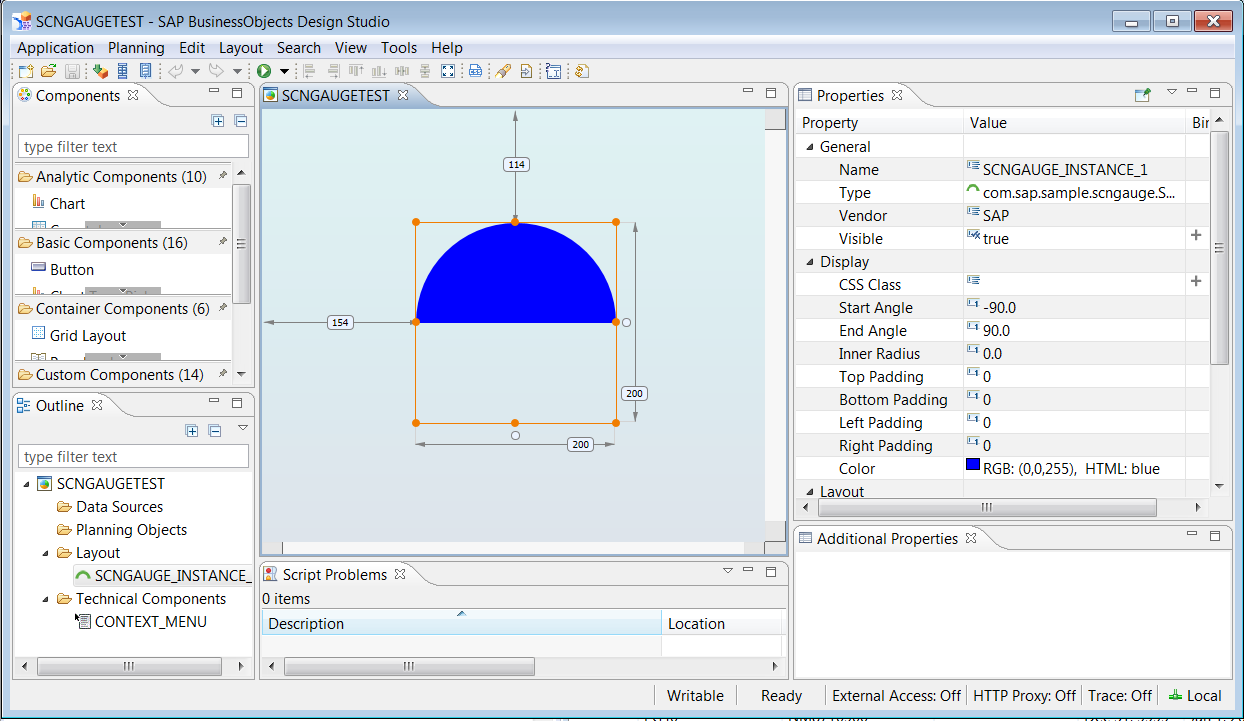 SCNGAUGETEST - SAP BusinessObjects Design Studio
Application Planning Edit Layout Search View Tools Help
Components
type filter text
Analytic Components (10)
Chart
Basic Components (16)
Button
Container Components (6)
Grid Layout
Custom Components (14)
Outline
type filter text
SCNGAUGETEST
Data Sources
Planning Objects
Layout
SCNGAUGE_INSTANCE_
Technical Components
CONTEXT_MENU
SCNGAUGETEST
114
154
200
200
Script Problems
0 items
Description Location
Properties
Property Value Bir
General
Name SCNGAUGE_INSTANCE_1
Type com.sap.sample.scngauge.S...
Vendor SAP
Visible true
Display
CSS Class
Start Angle -90.0
End Angle 90.0
Inner Radius 0.0
Top Padding 0
Bottom Padding 0
Left Padding 0
Right Padding 0
Color RGB: (0,0,255), HTML: blue
Layout
Additional Properties
Writable Ready External Access: Off HTTP Proxy: Off Trace: Off Local